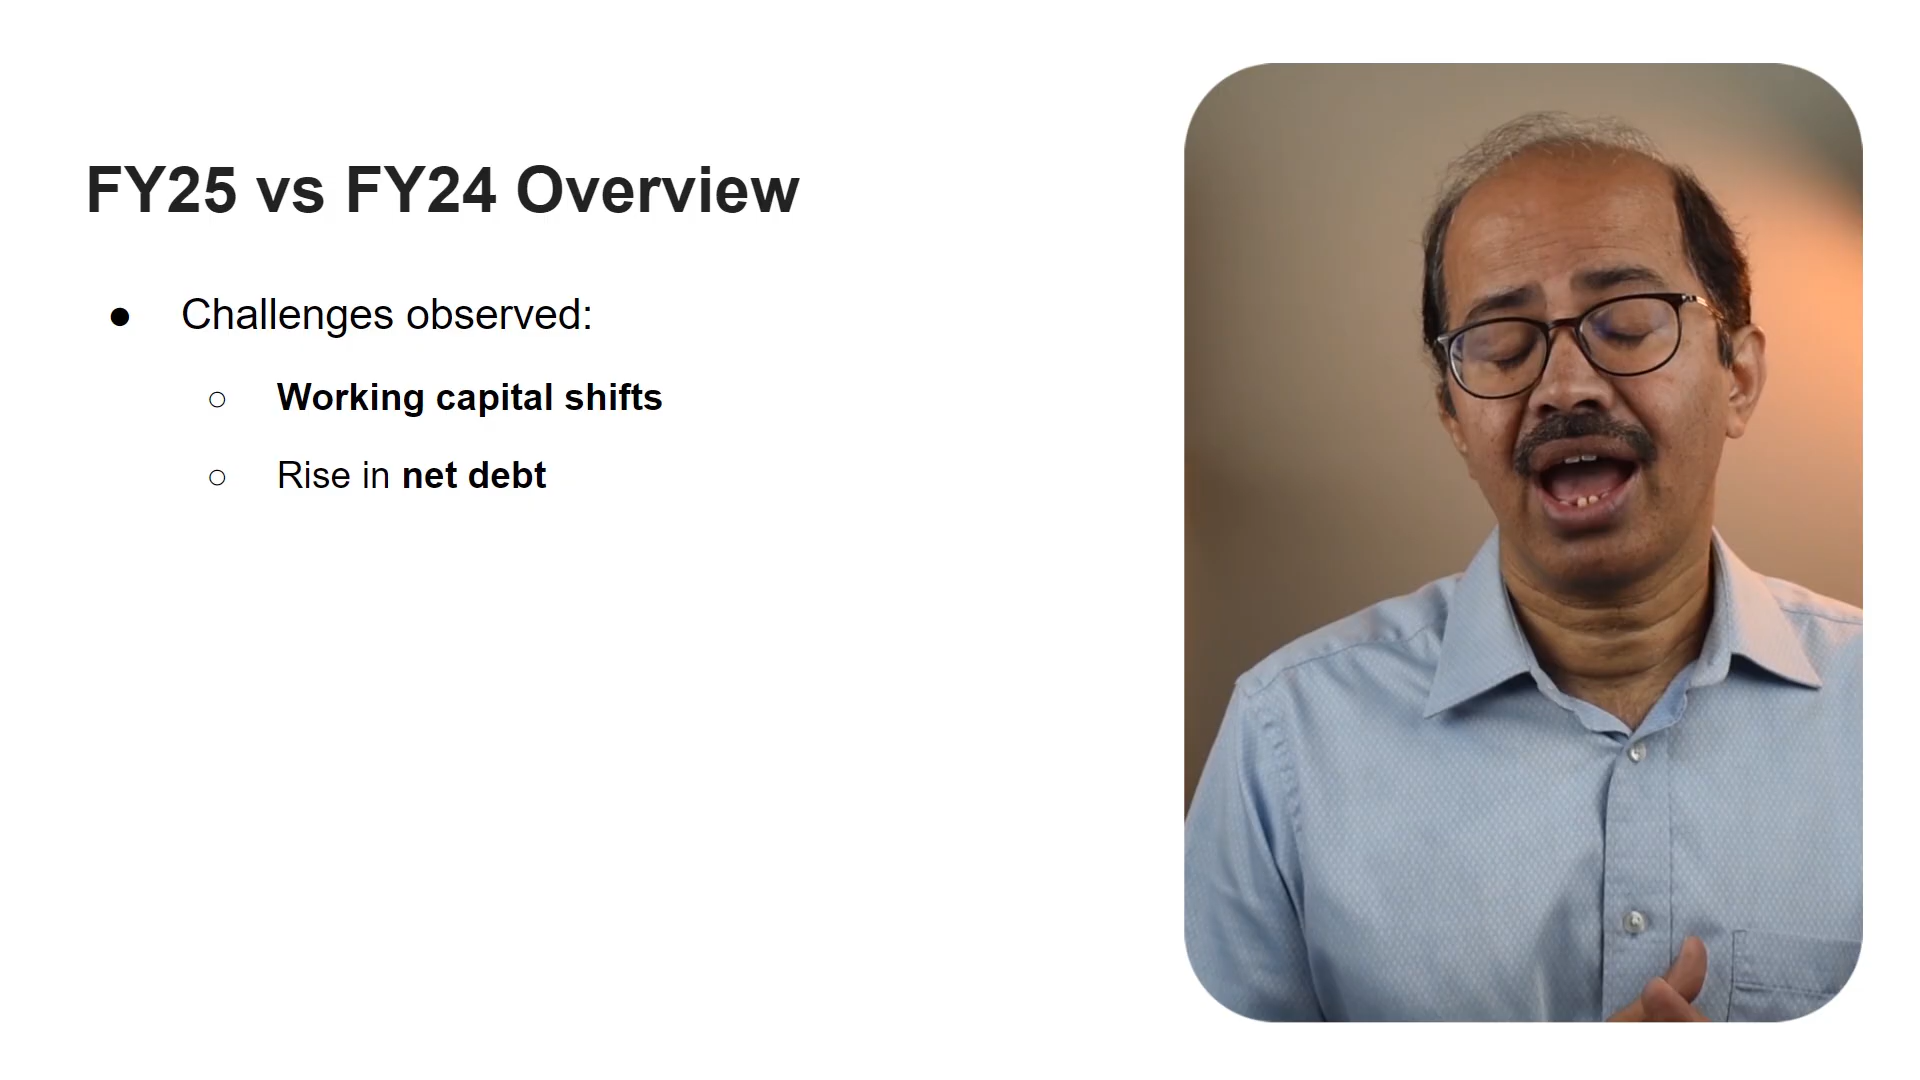 FY25 vs FY24 Overview
● Challenges observed:
○ Working capital shifts
○ Rise in net debt